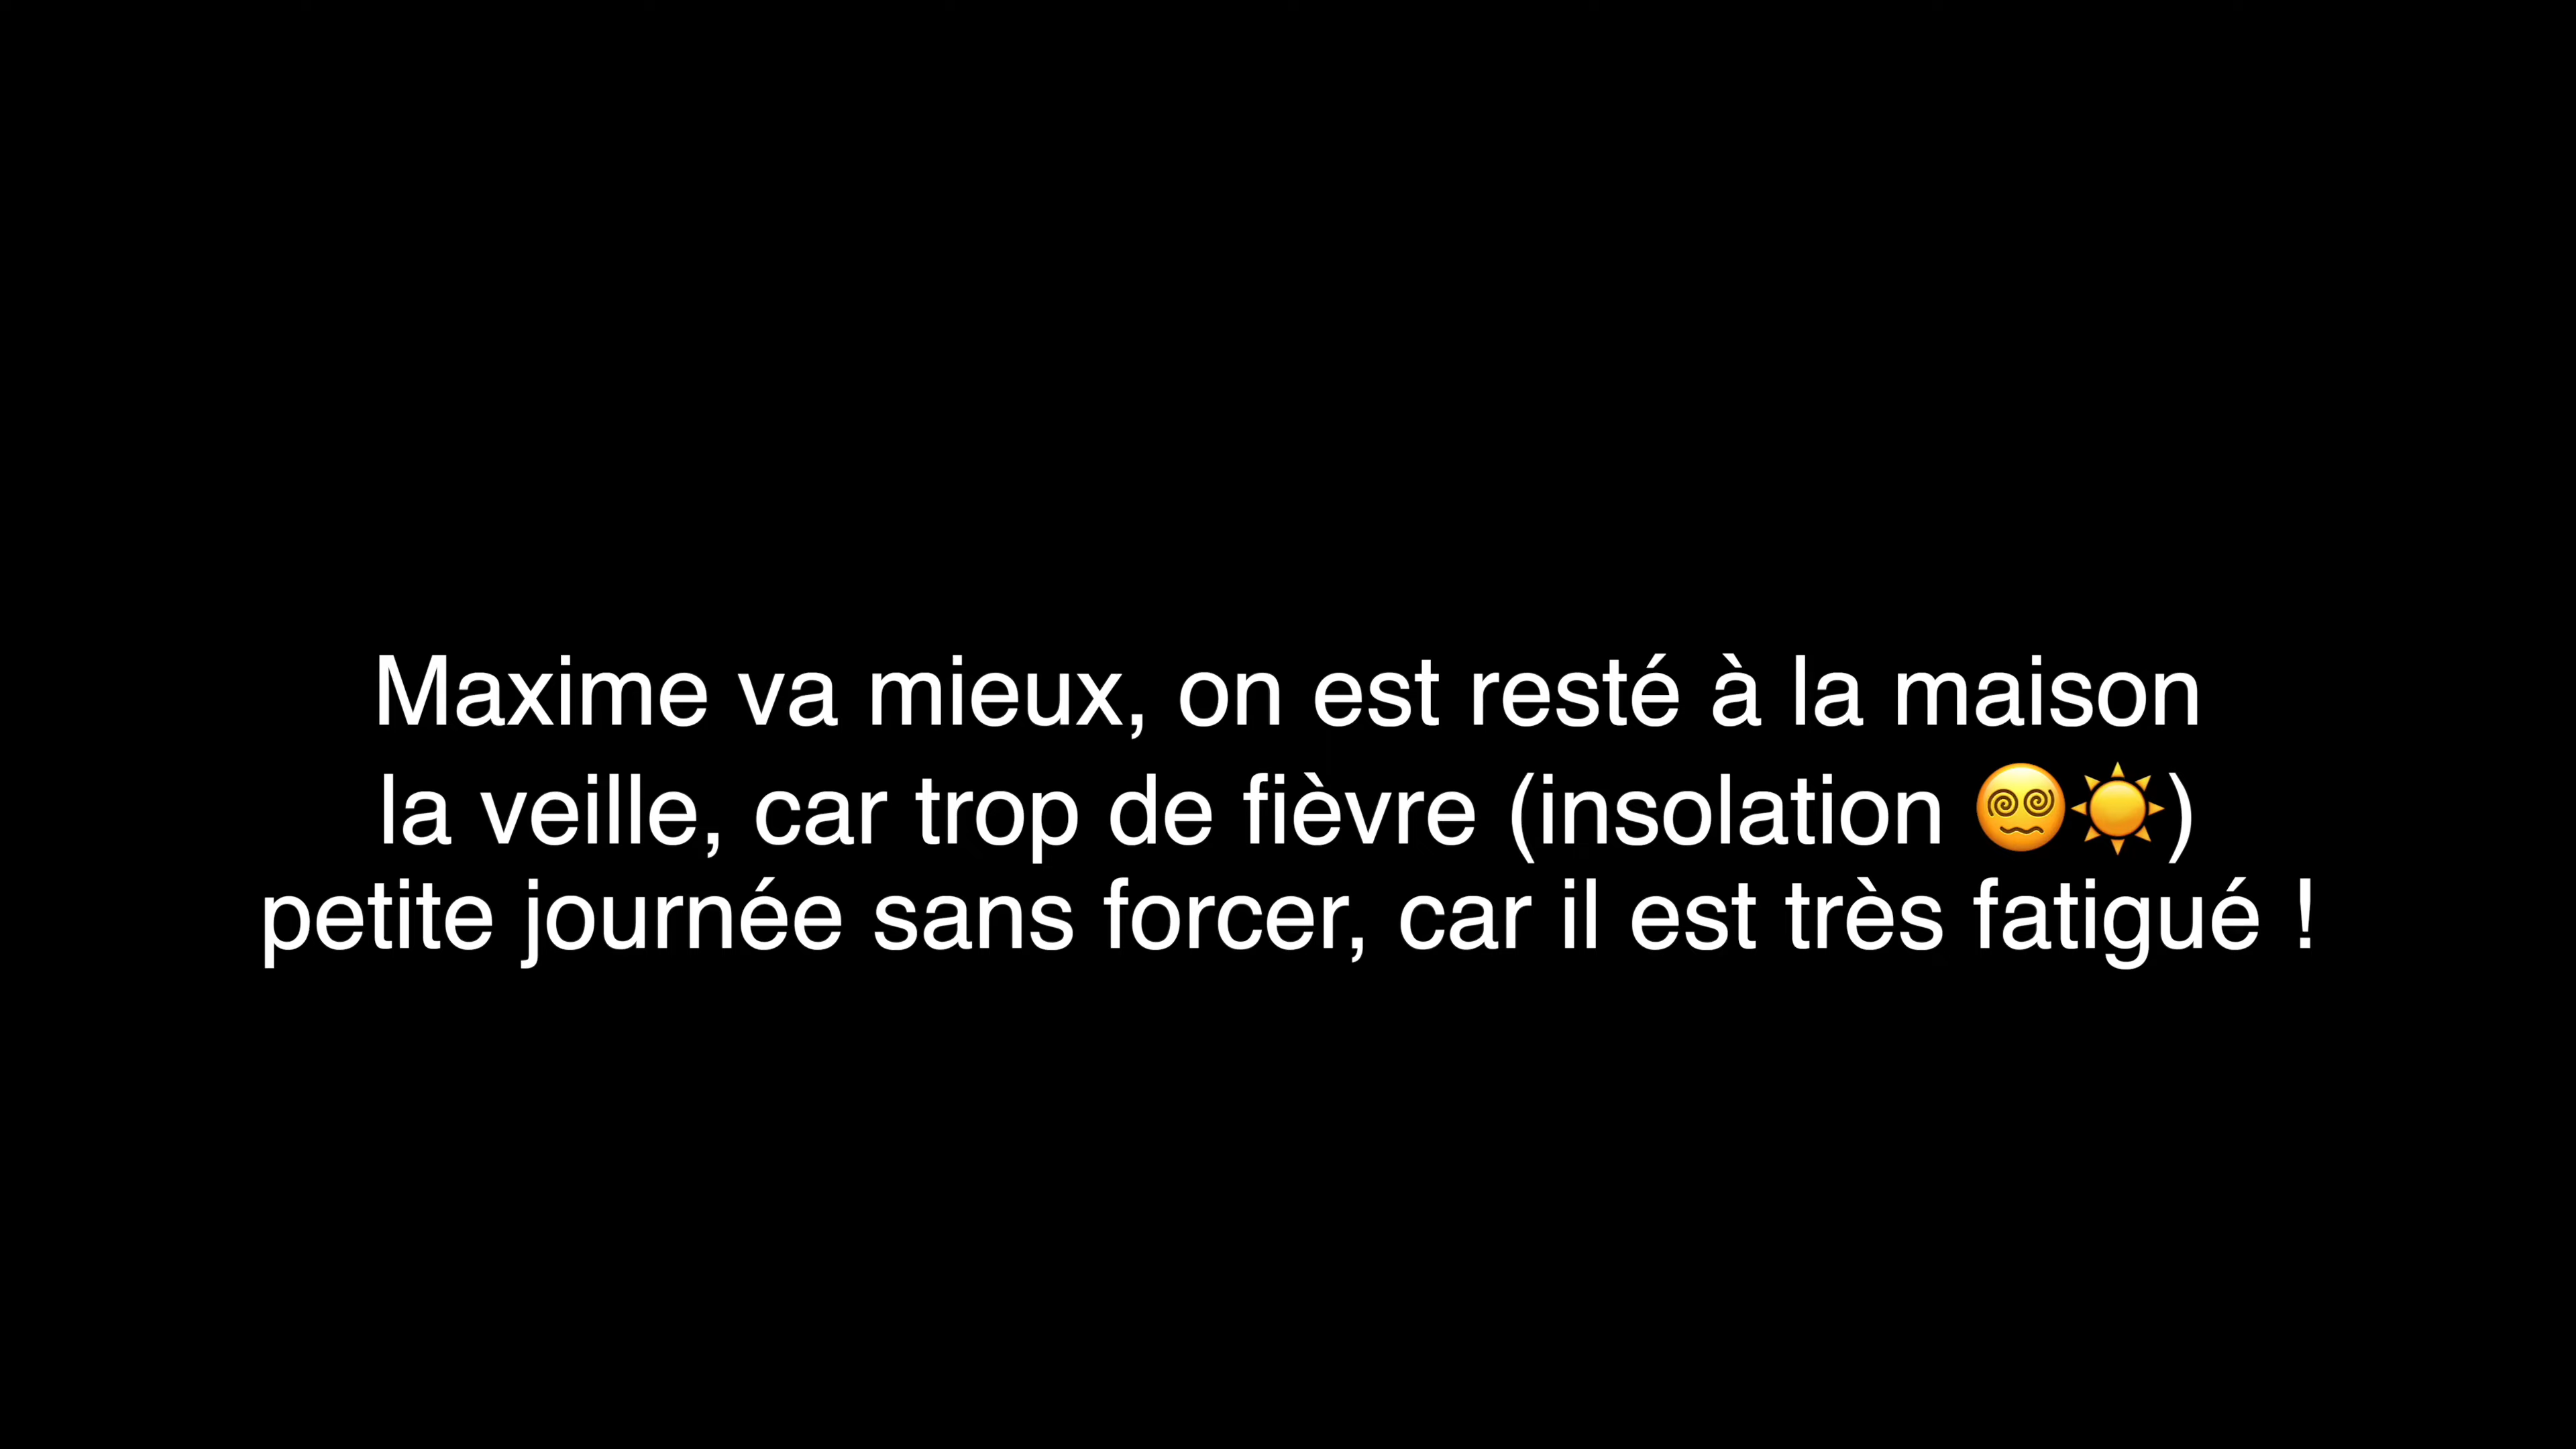 Maxime va mieux, on est resté à la maison
la veille, car trop de fièvre (insolation 😵‍💫☀️)
petite journée sans forcer, car il est très fatigué !